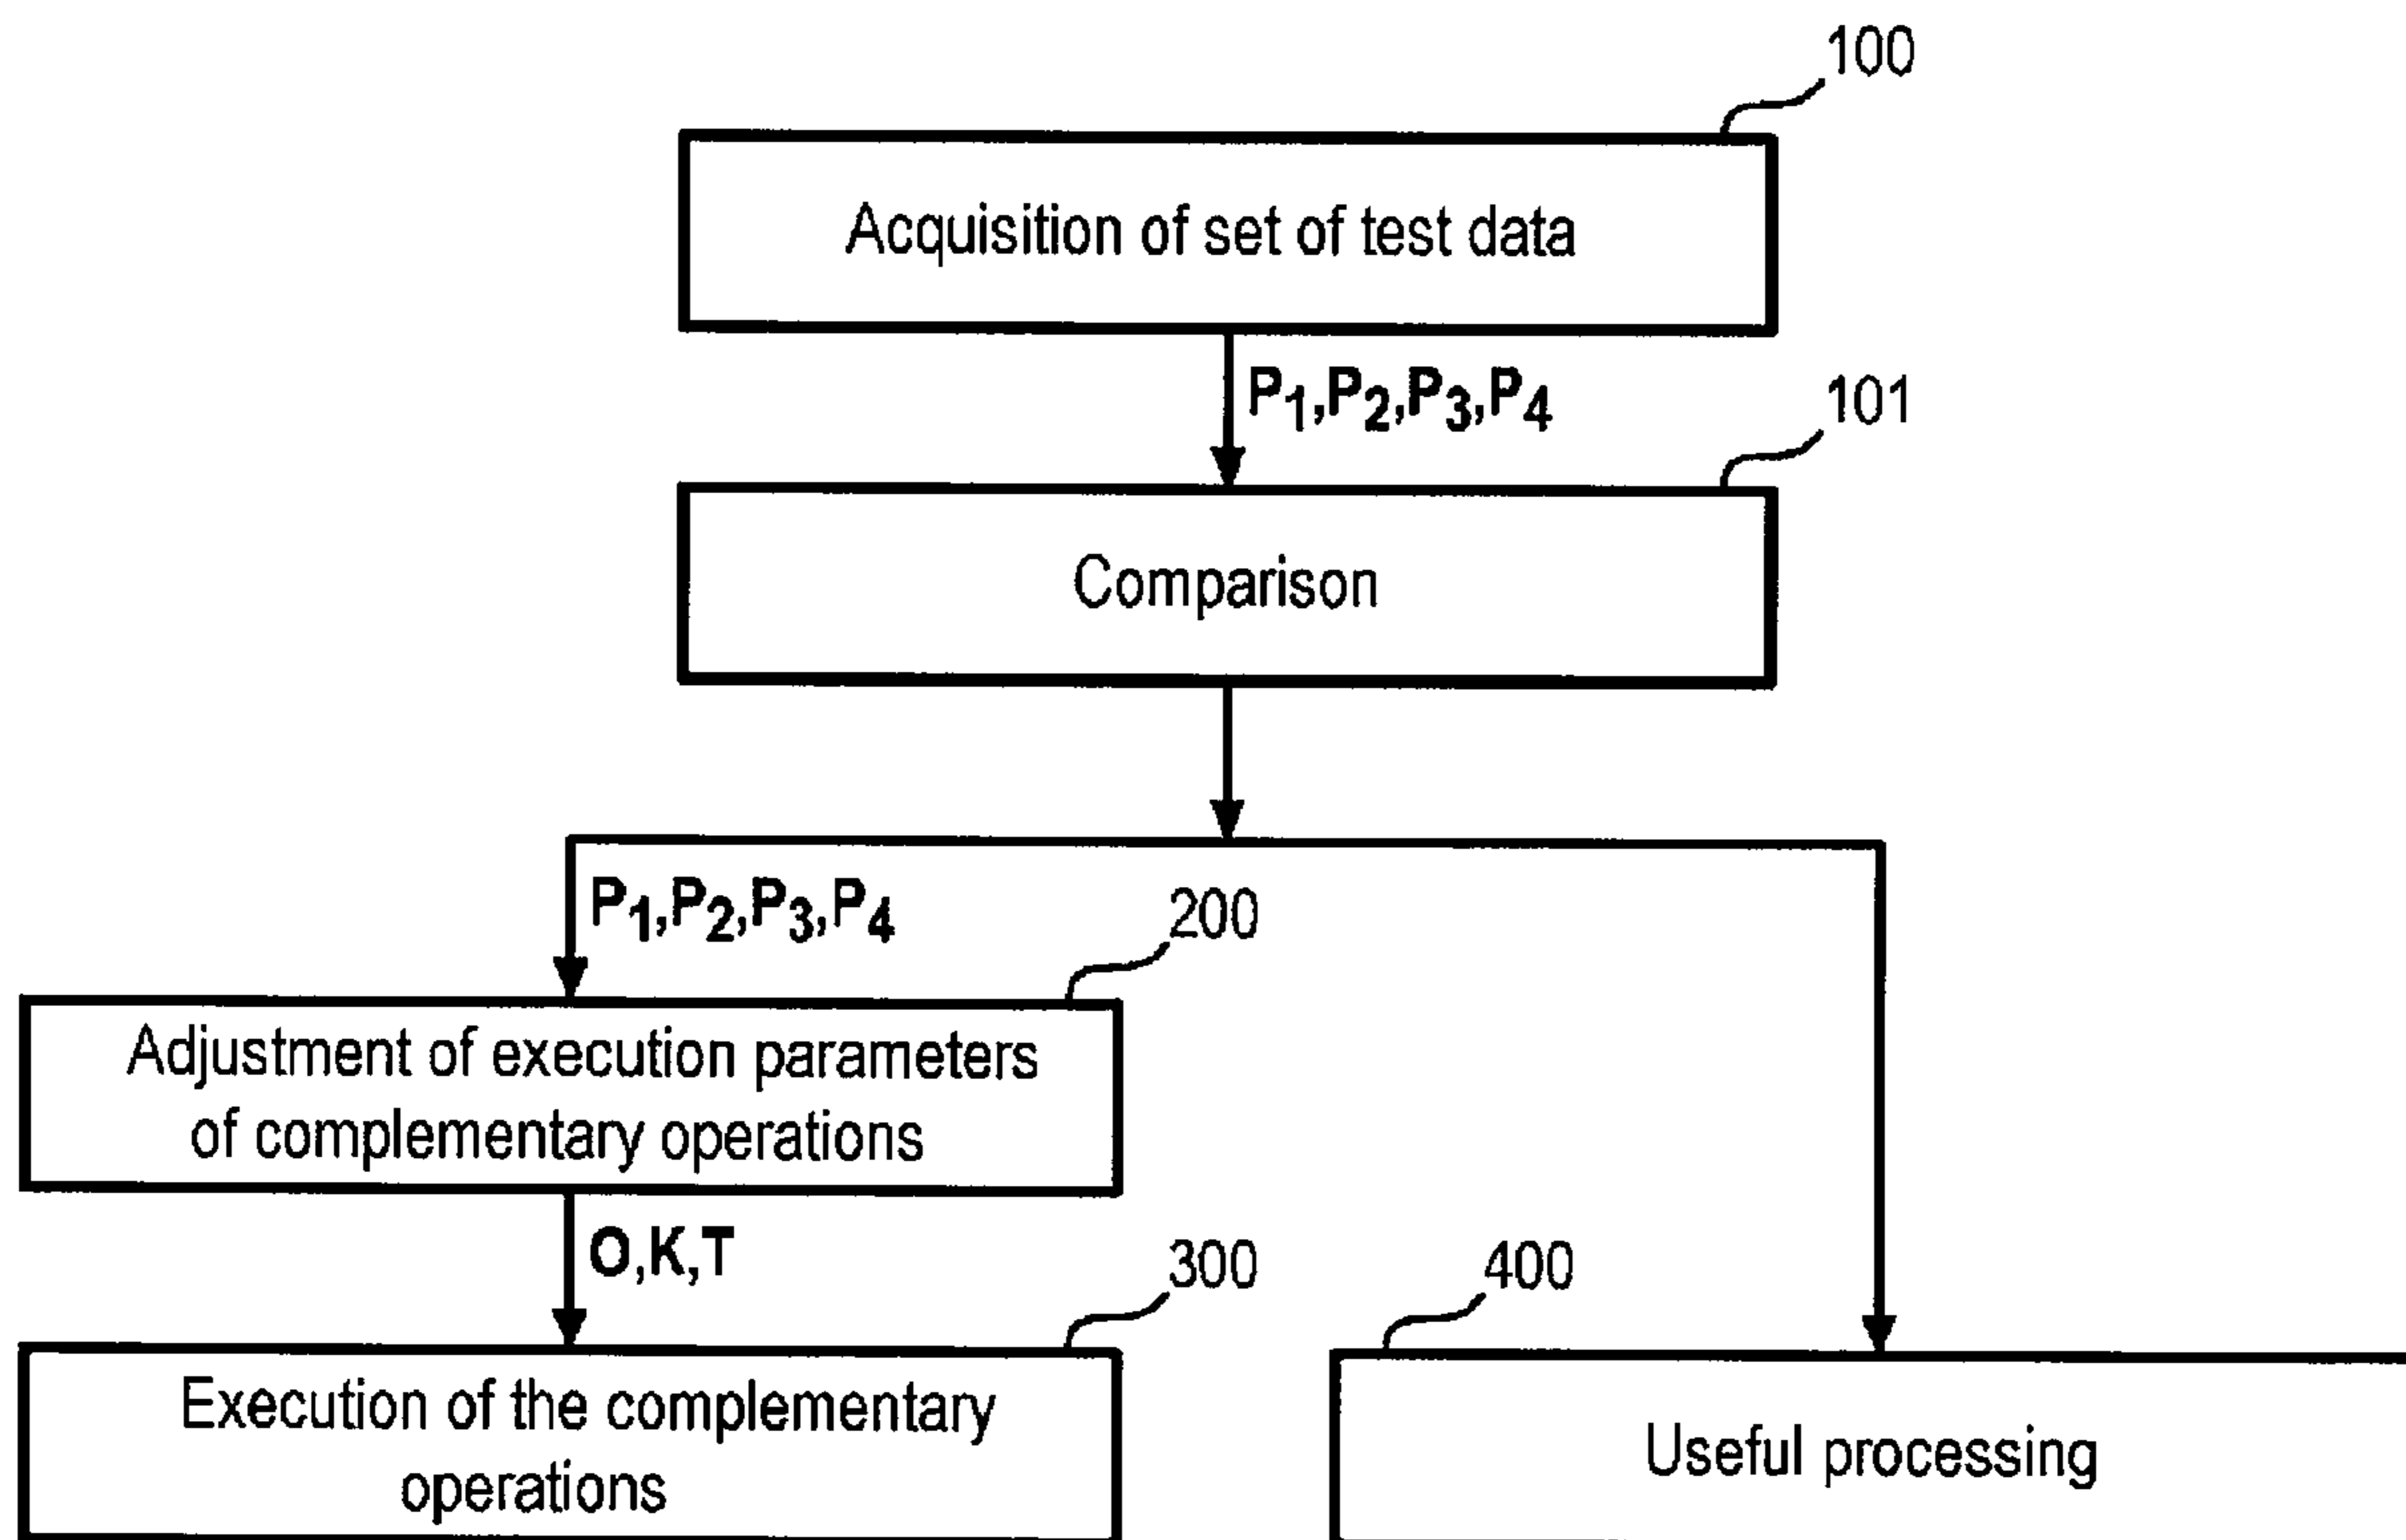 100
Acquisition of set of test data
P1,P2,P3,P4
101
Comparison
P1,P2,P3,P4
200
Adjustment of execution parameters
of complementary operations
O,K,T
300
400
Execution of the complementary
operations
Useful processing